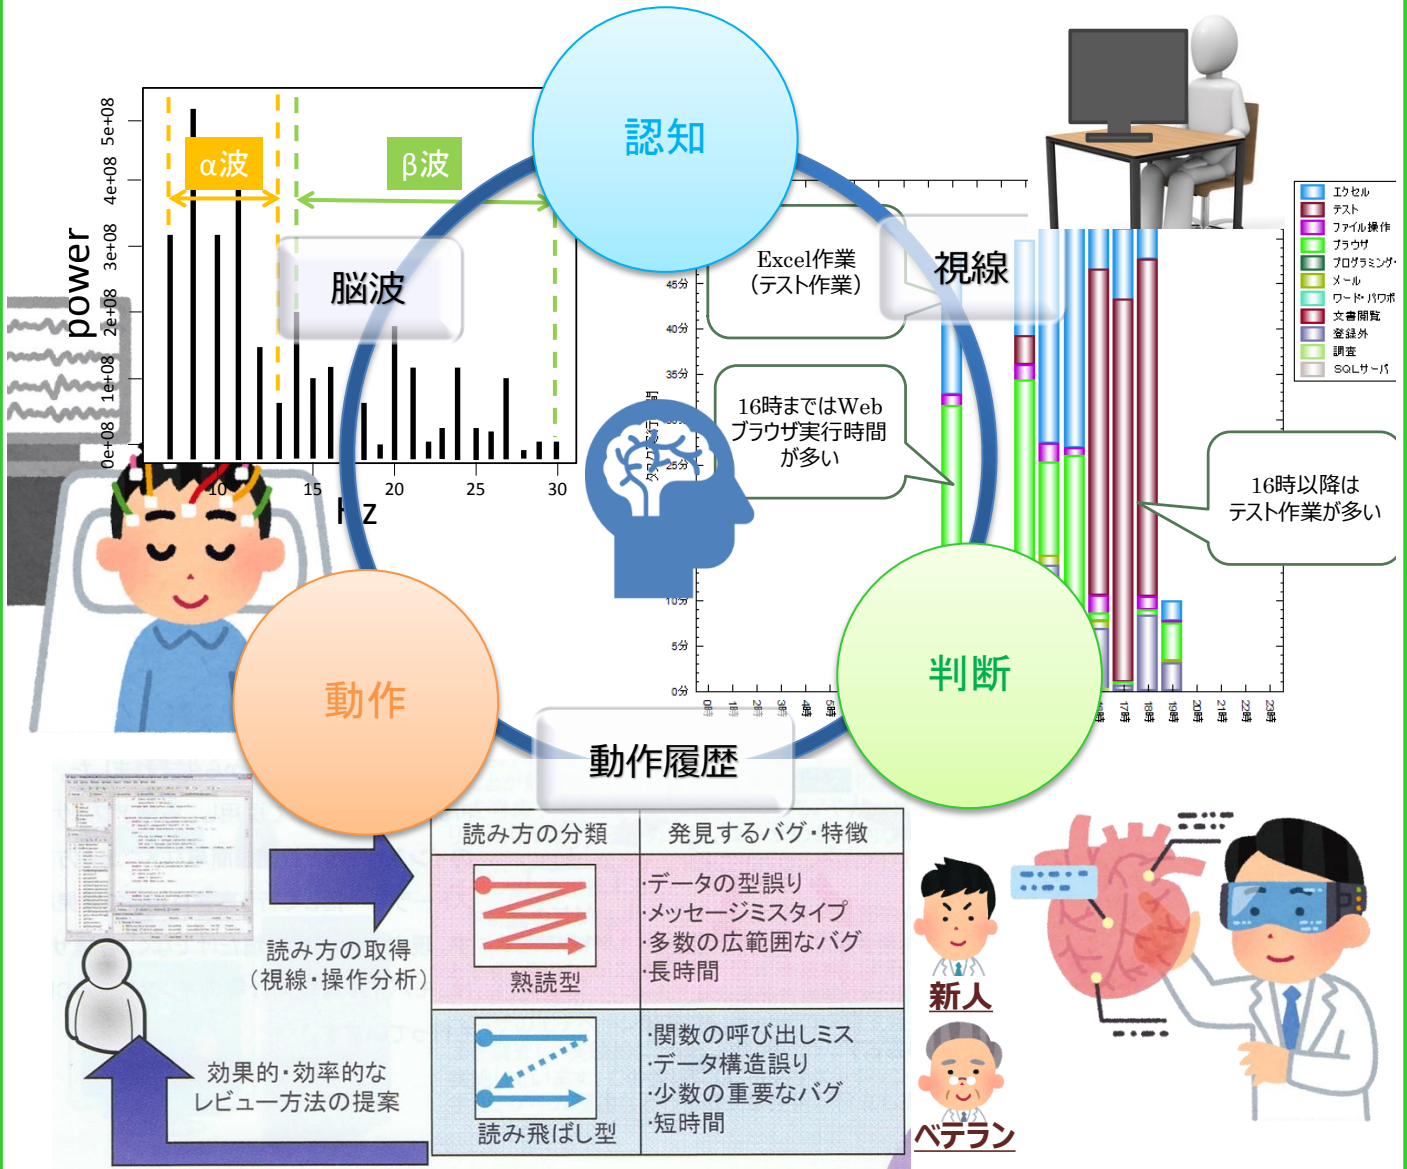 認知
α波
β波
脳波
power
0e+08
1e+08
2e+08
3e+08
4e+08
5e+08
10
15
20
25
30
Hz
視線
Excel作業
（テスト作業）
16時まではWeb
ブラウザ実行時間
が多い
16時以降は
テスト作業が多い
45分
40分
35分
25分
10分
5分
0分
0時
1時
2時
3時
4時
5時
17時
18時
19時
20時
21時
22時
23時
エクセル
テスト
ファイル操作
ブラウザ
プログラミング・
メール
ワード・パワポ
文書閲覧
登録外
調査
SQLサーバ
動作
判断
動作履歴
読み方の取得
（視線・操作分析）
効果的・効率的な
レビュー方法の提案
読み方の分類
発見するバグ・特徴
熟読型
・データの型誤り
・メッセージミスタイプ
・多数の広範囲なバグ
・長時間
読み飛ばし型
・関数の呼び出しミス
・データ構造誤り
・少数の重要なバグ
・短時間
新人
ベテラン